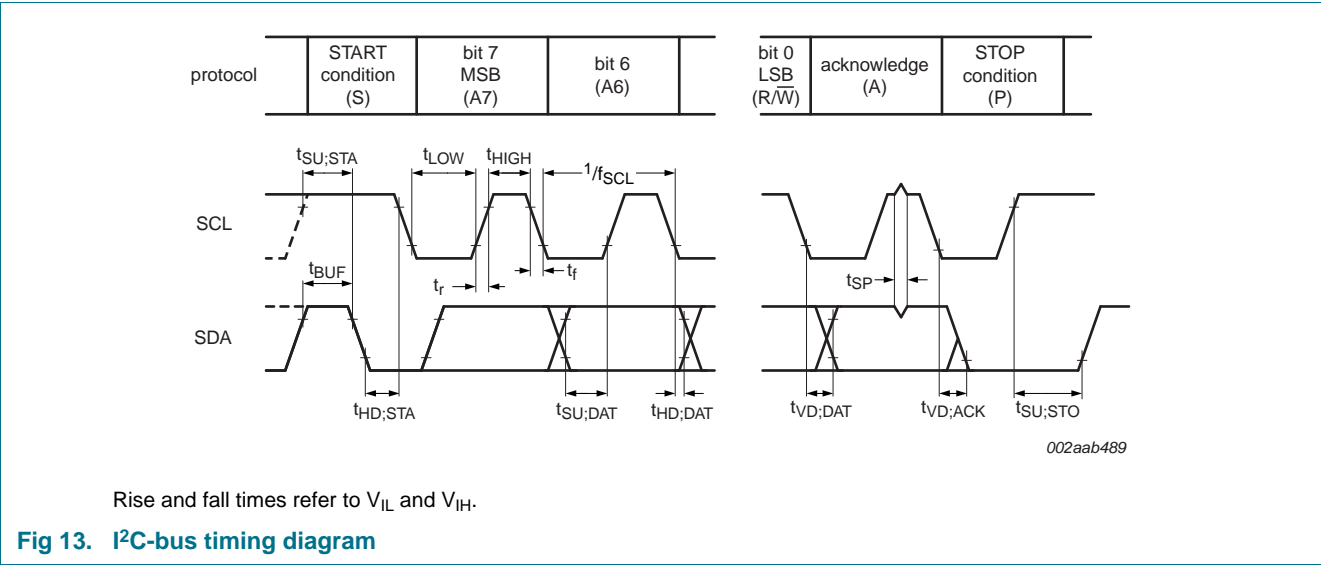 protocol
START
condition
(S)
bit 7
MSB
(A7)
bit 6
(A6)
bit 0
LSB
(R/W̅)
acknowledge
(A)
STOP
condition
(P)
tSU;STA
tLOW
tHIGH
1/fSCL
SCL
tBUF
tr
tf
tSP
SDA
tHD;STA
tSU;DAT
tHD;DAT
tVD;DAT
tVD;ACK
tSU;STO
002aab489
Rise and fall times refer to VIL and VIH.
Fig 13. I²C-bus timing diagram